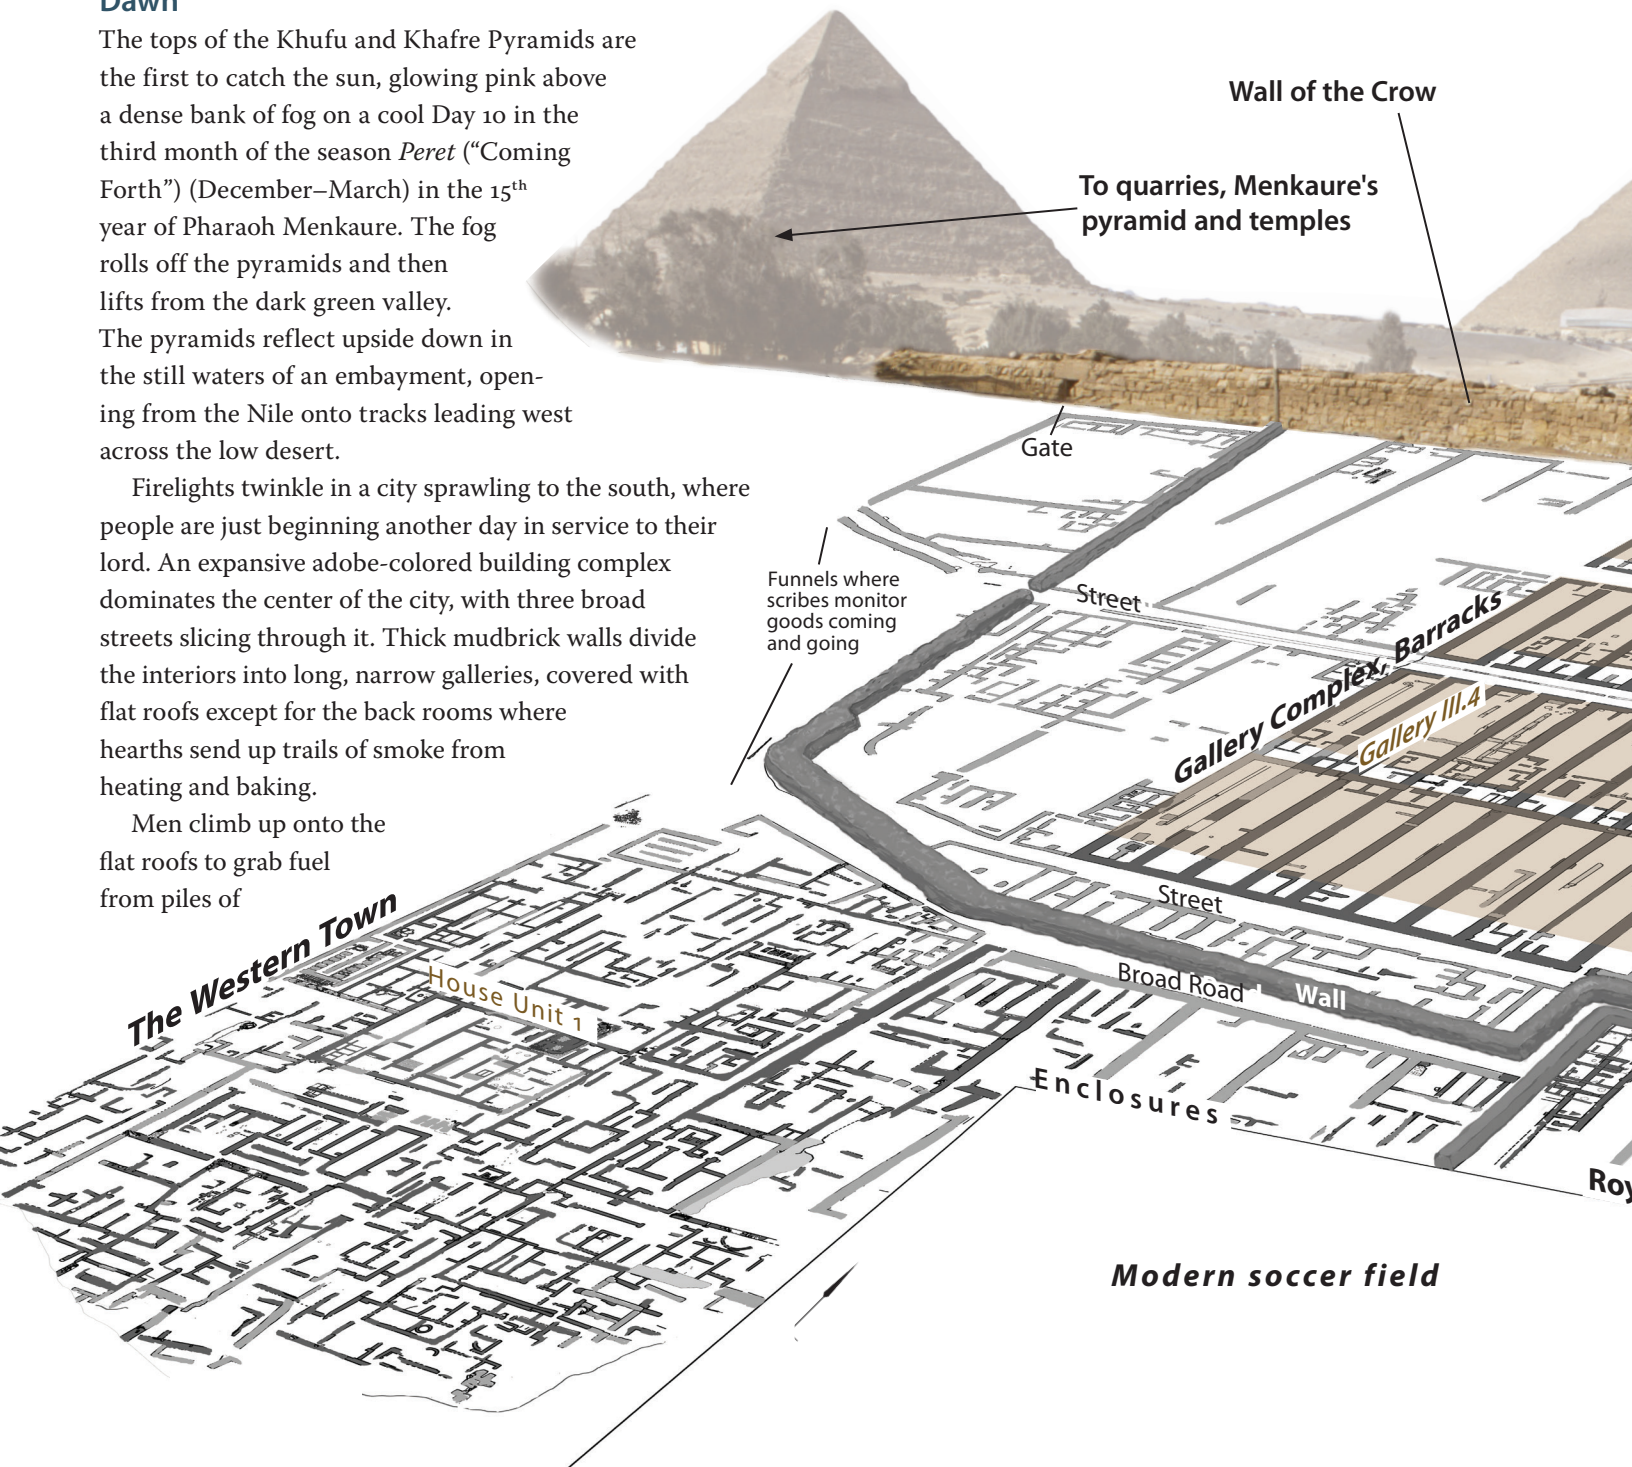 Dawn
The tops of the Khufu and Khafre Pyramids are
the first to catch the sun, glowing pink above
a dense bank of fog on a cool Day 10 in the
third month of the season Peret (“Coming
Forth”) (December–March) in the 15th
year of Pharaoh Menkaure. The fog
rolls off the pyramids and then
lifts from the dark green valley.
The pyramids reflect upside down in
the still waters of an embayment, open-
ing from the Nile onto tracks leading west
across the low desert.
Firelights twinkle in a city sprawling to the south, where
people are just beginning another day in service to their
lord. An expansive adobe-colored building complex
dominates the center of the city, with three broad
streets slicing through it. Thick mudbrick walls divide
the interiors into long, narrow galleries, covered with
flat roofs except for the back rooms where
hearths send up trails of smoke from
heating and baking.
Men climb up onto the
flat roofs to grab fuel
from piles of
Wall of the Crow
To quarries, Menkaure's
pyramid and temples
Gate
Funnels where
scribes monitor
goods coming
and going
Street
Gallery Complex, Barracks
Gallery III.4
Street
The Western Town
House Unit 1
Broad Road
Wall
Enclosures
Roy
Modern soccer field